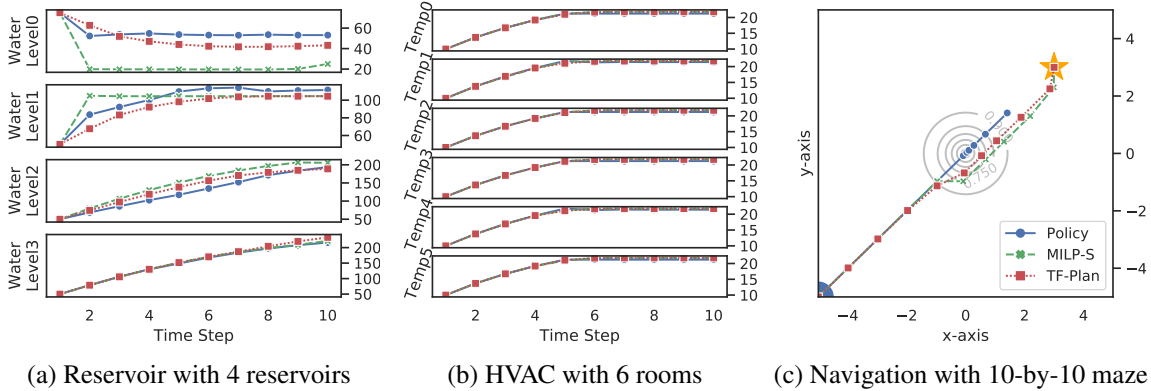 Water
Level0
60
40
20
Water
Level1
100
60
Water
Level2
200
150
100
50
Water
Level3
200
150
100
50
2 4 6 8 10
Time Step
Temp0
20
15
10
Temp1
20
15
10
Temp2
20
15
10
Temp3
20
15
10
Temp4
20
15
10
Temp5
20
15
10
2 4 6 8 10
Time Step
y-axis
4
2
0
−2
−4
0.750
Policy
MILP-S
TF-Plan
−4 −2 0 2 4
x-axis
(a) Reservoir with 4 reservoirs
(b) HVAC with 6 rooms
(c) Navigation with 10-by-10 maze